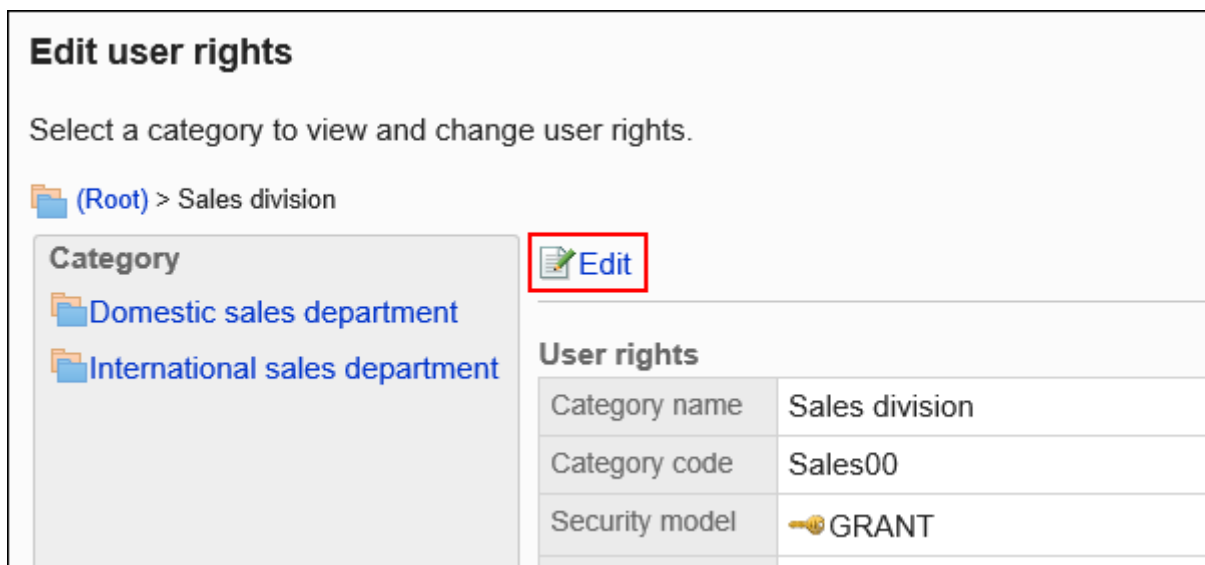 Edit user rights
Select a category to view and change user rights.
(Root) > Sales division
Category
Domestic sales department
International sales department
Edit
User rights
Category name Sales division
Category code Sales00
Security model GRANT